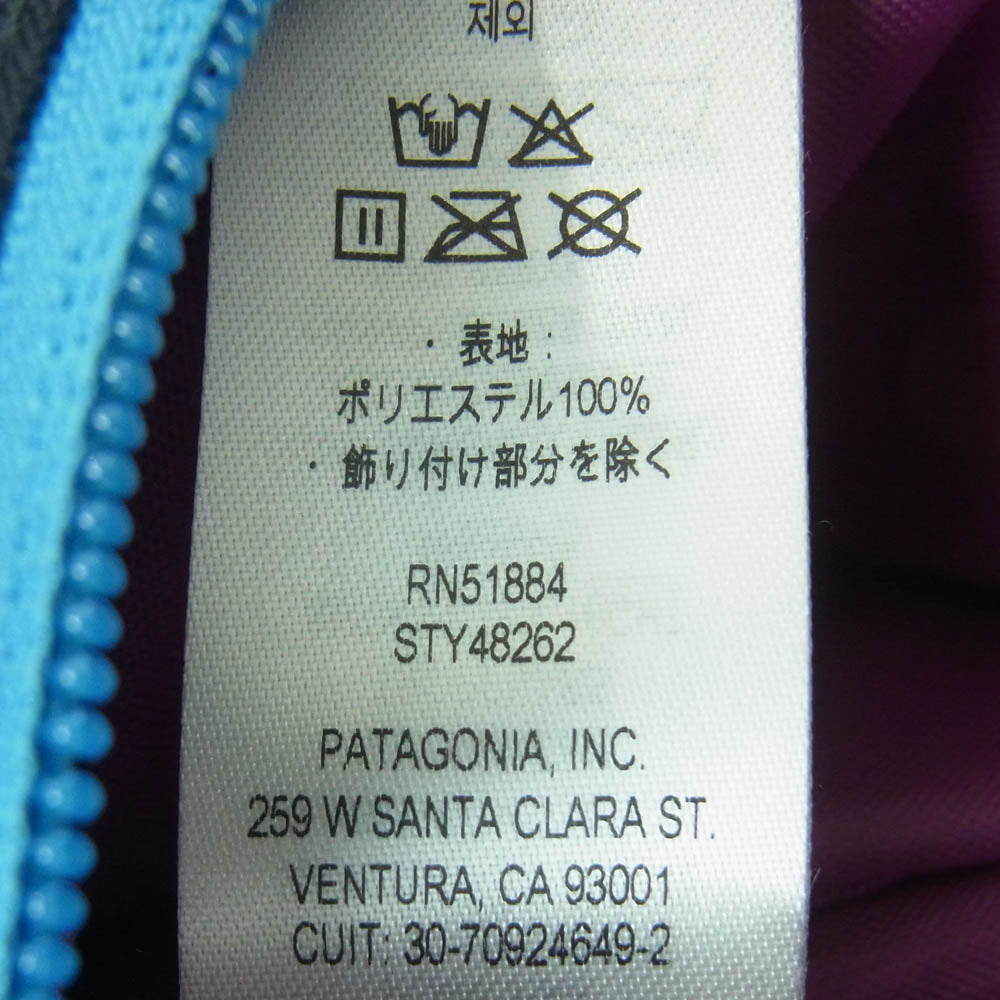 제외
· 表地:
ポリエステル100%
· 飾り付け部分を除く
RN51884
STY48262
PATAGONIA, INC.
259 W SANTA CLARA ST.
VENTURA, CA 93001
CUIT: 30-70924649-2